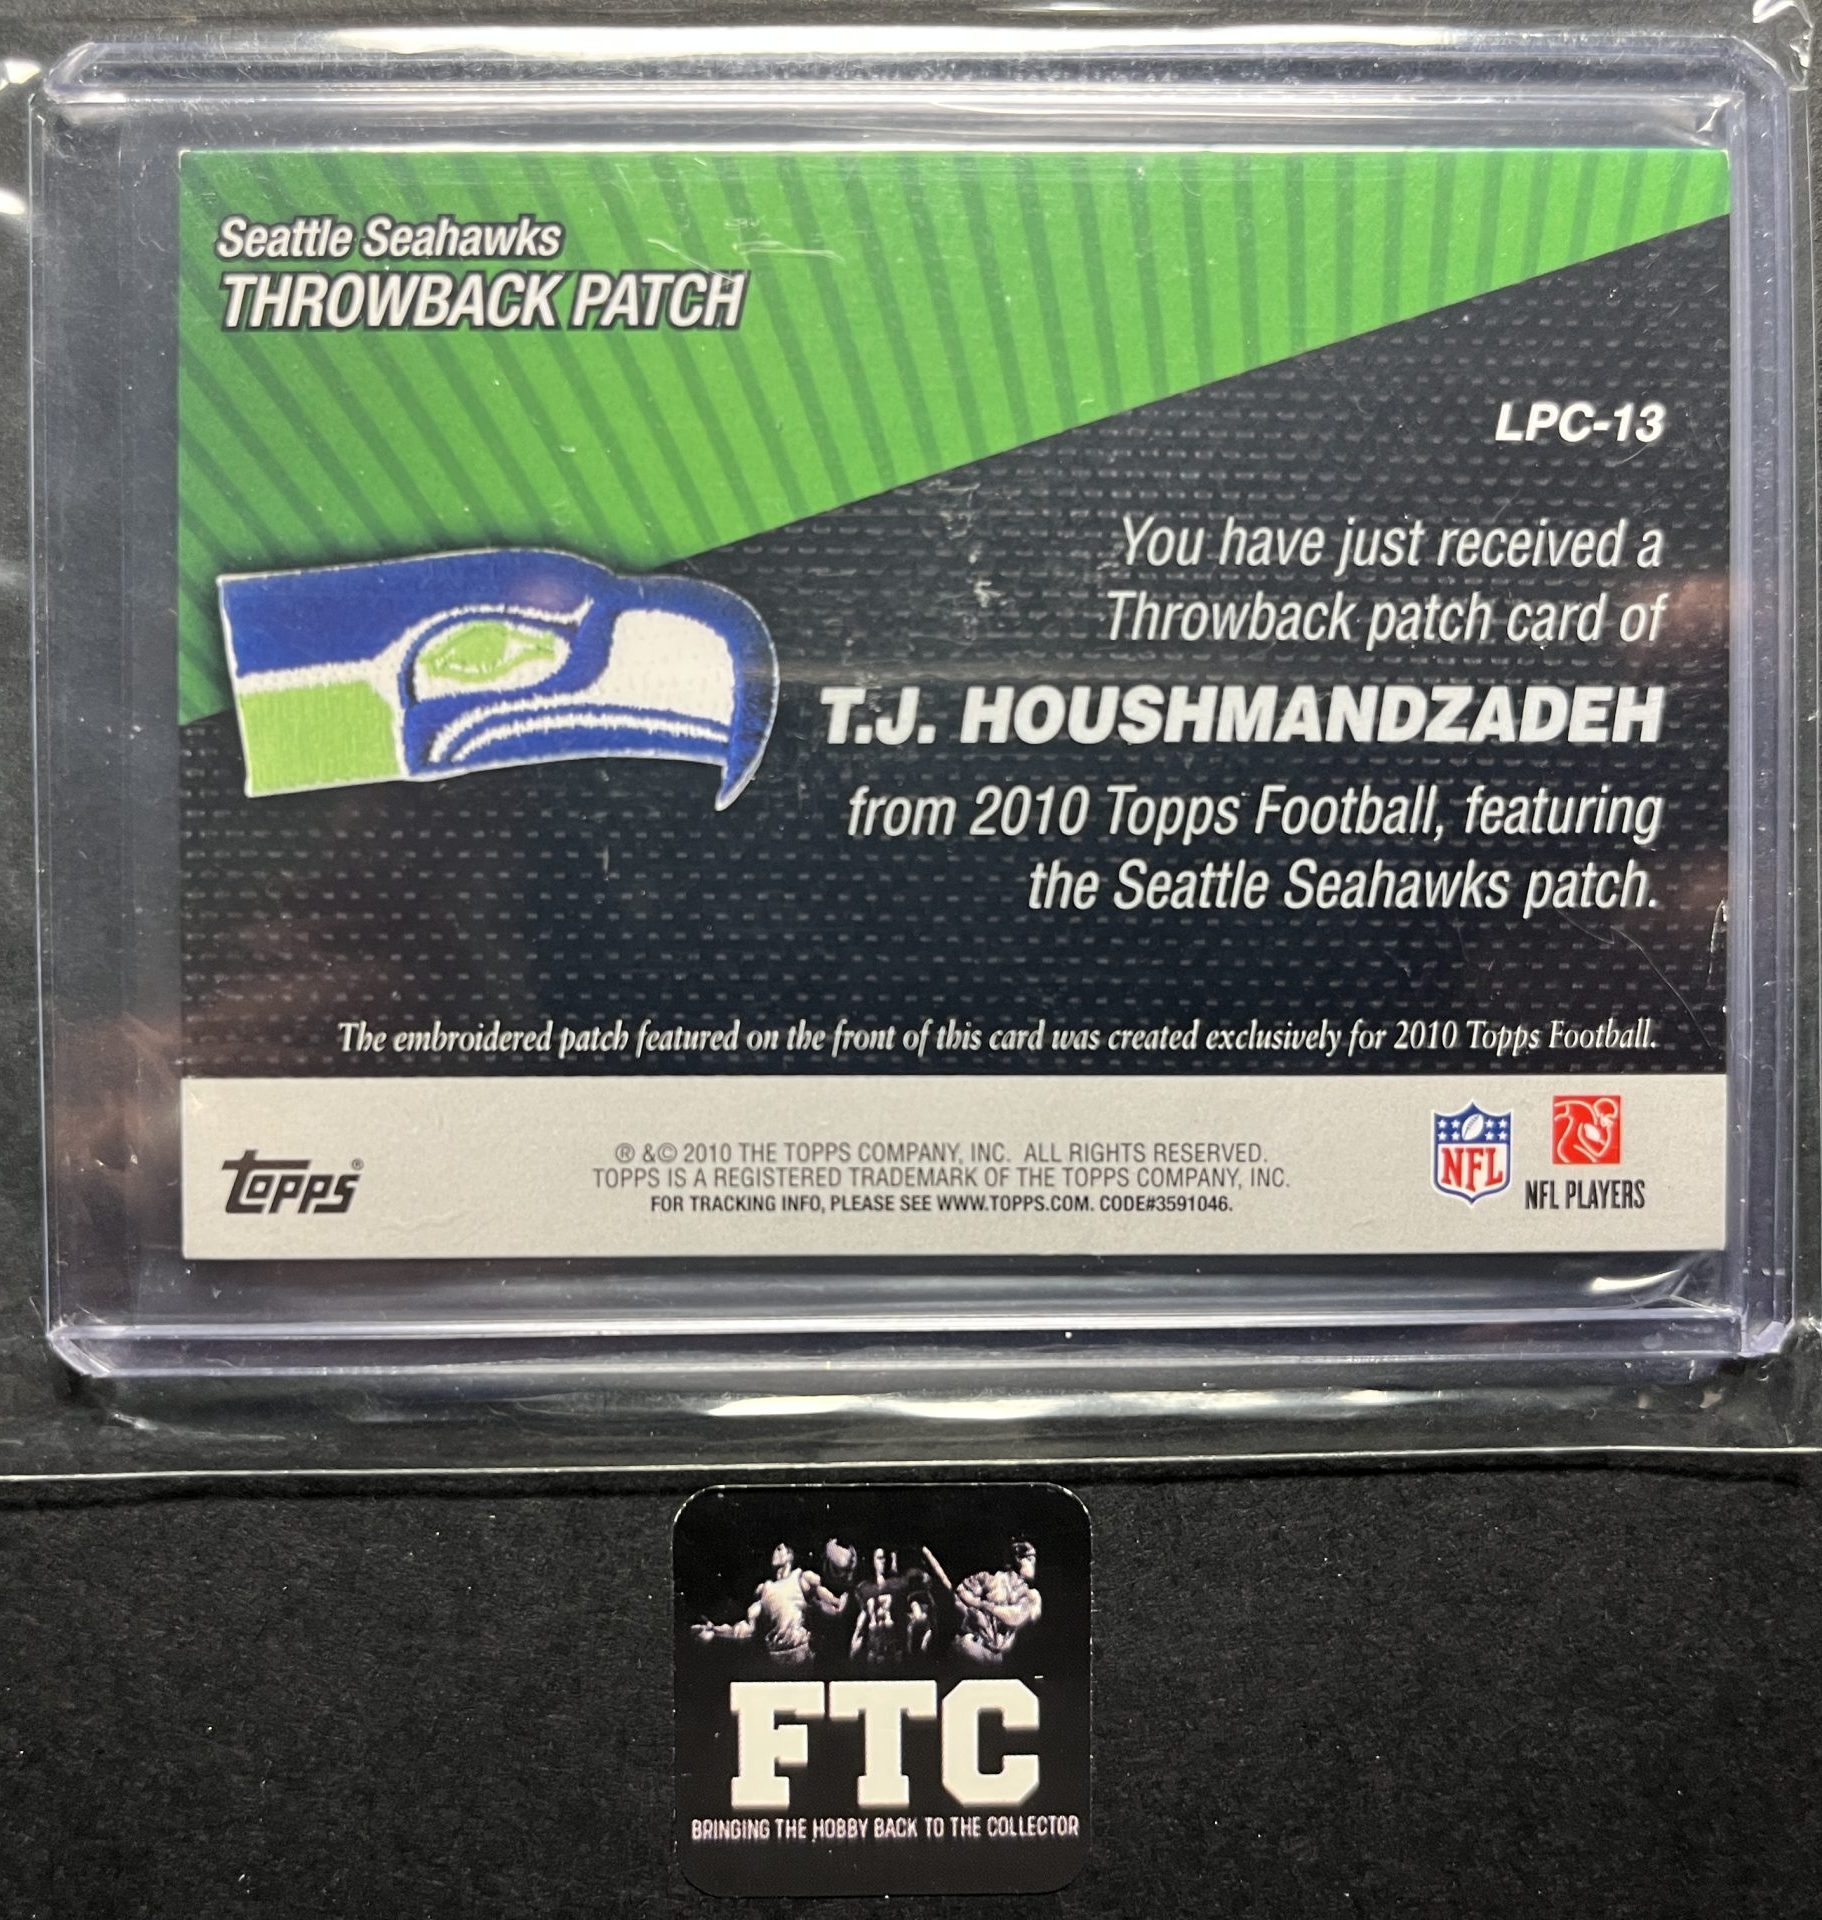 Seattle Seahawks
THROWBACK PATCH
LPC-13
You have just received a
Throwback patch card of
T.J. HOUSHMANDZADEH
from 2010 Topps Football, featuring
the Seattle Seahawks patch.
The embroidered patch featured on the front of this card was created exclusively for 2010 Topps Football.
topps®
® &© 2010 THE TOPPS COMPANY, INC. ALL RIGHTS RESERVED.
TOPPS IS A REGISTERED TRADEMARK OF THE TOPPS COMPANY, INC.
FOR TRACKING INFO, PLEASE SEE WWW.TOPPS.COM. CODE#3591046.
NFL
NFL PLAYERS
13
FTC
BRINGING THE HOBBY BACK TO THE COLLECTOR